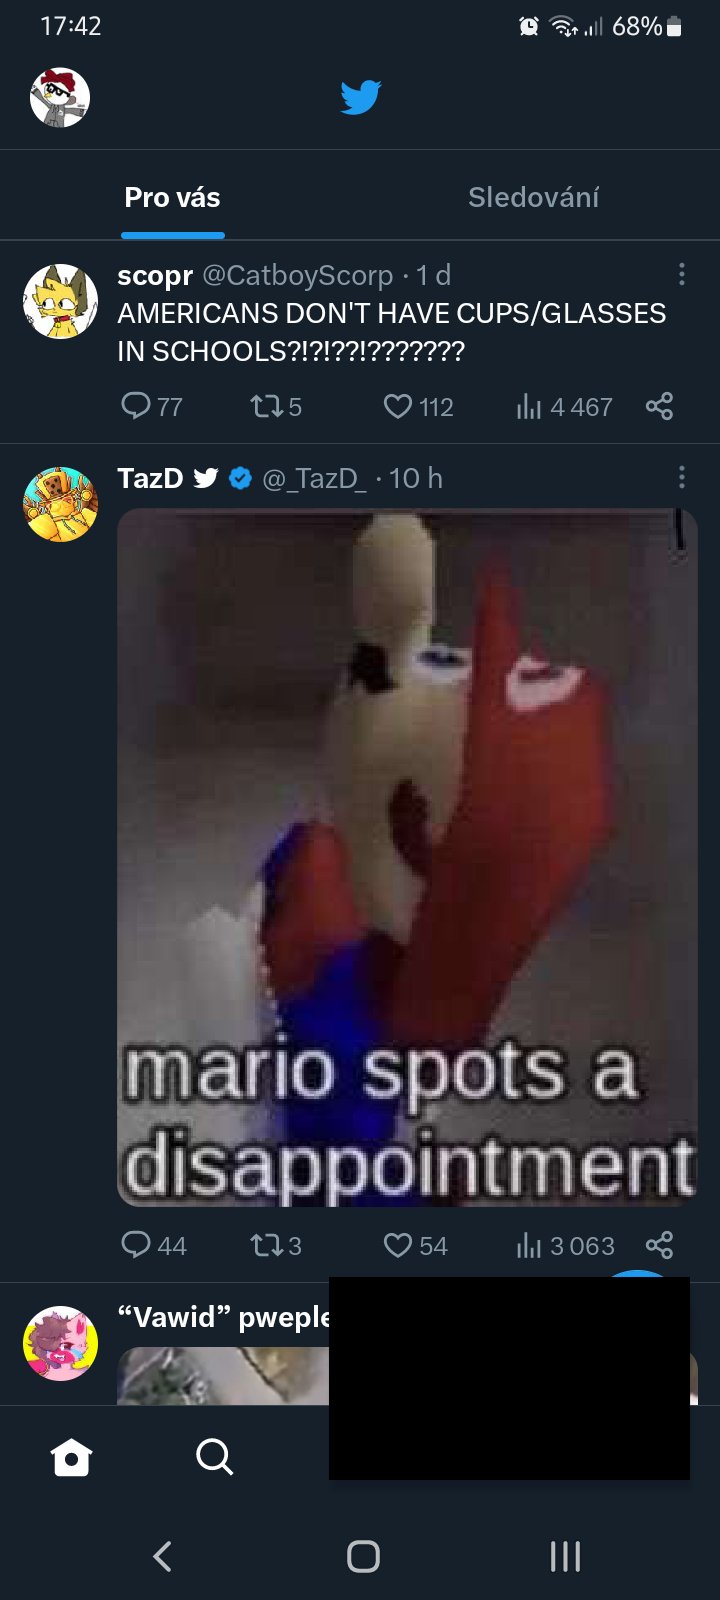 17:42
68%
Pro vás
Sledování
scopr @CatboyScorp · 1 d
AMERICANS DON'T HAVE CUPS/GLASSES
IN SCHOOLS?!?!??!???????
77 5 112 4 467
TazD @_TazD_ · 10 h
mario spots a
disappointment
44 3 54 3 063
“Vawid” pweple